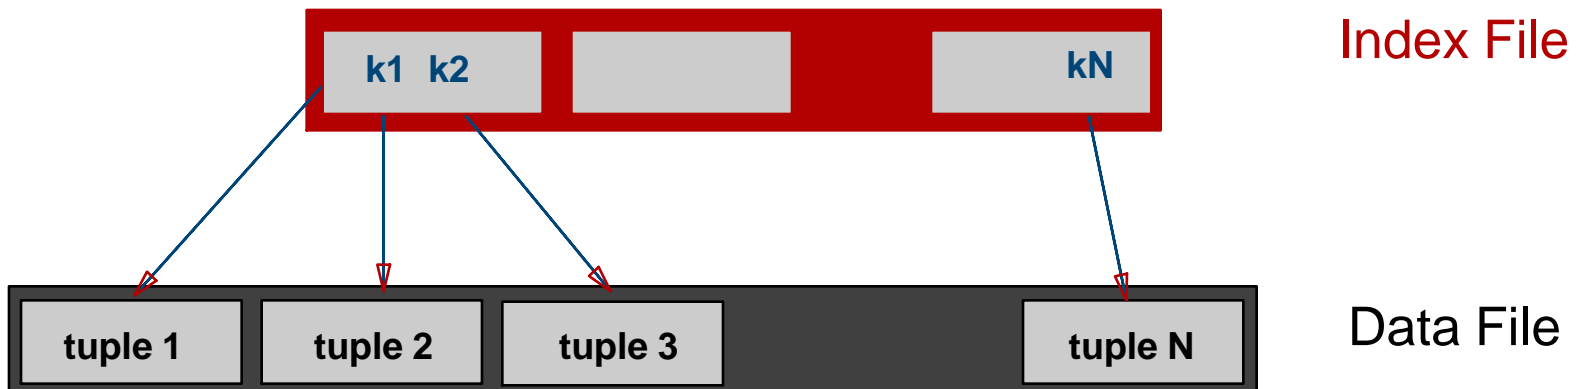 Index File
k1 k2
kN
tuple 1
tuple 2
tuple 3
tuple N
Data File